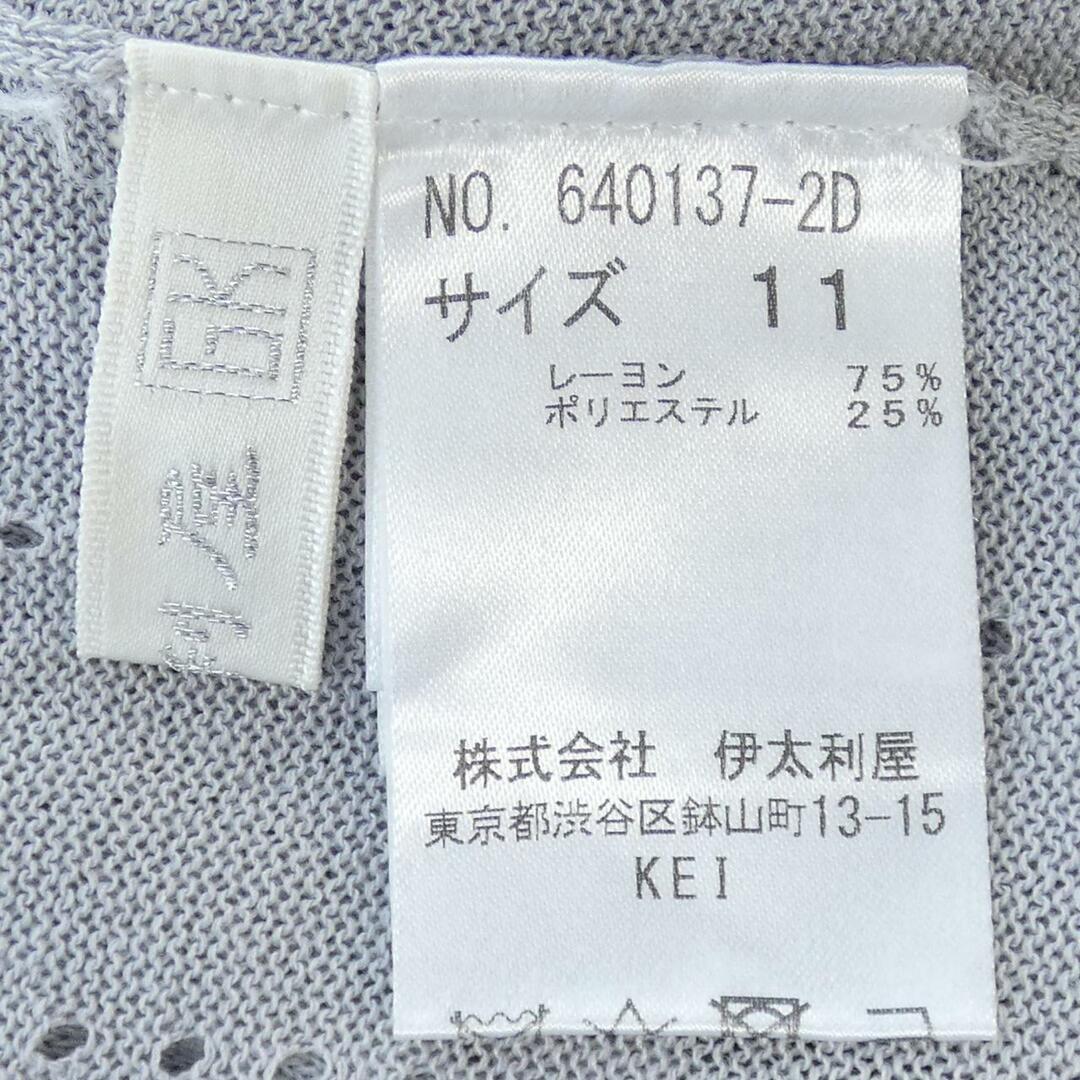 NO. 640137-2D
サイズ 11
レーヨン 75%
ポリエステル 25%
株式会社 伊太利屋
東京都渋谷区鉢山町13-15
KEI